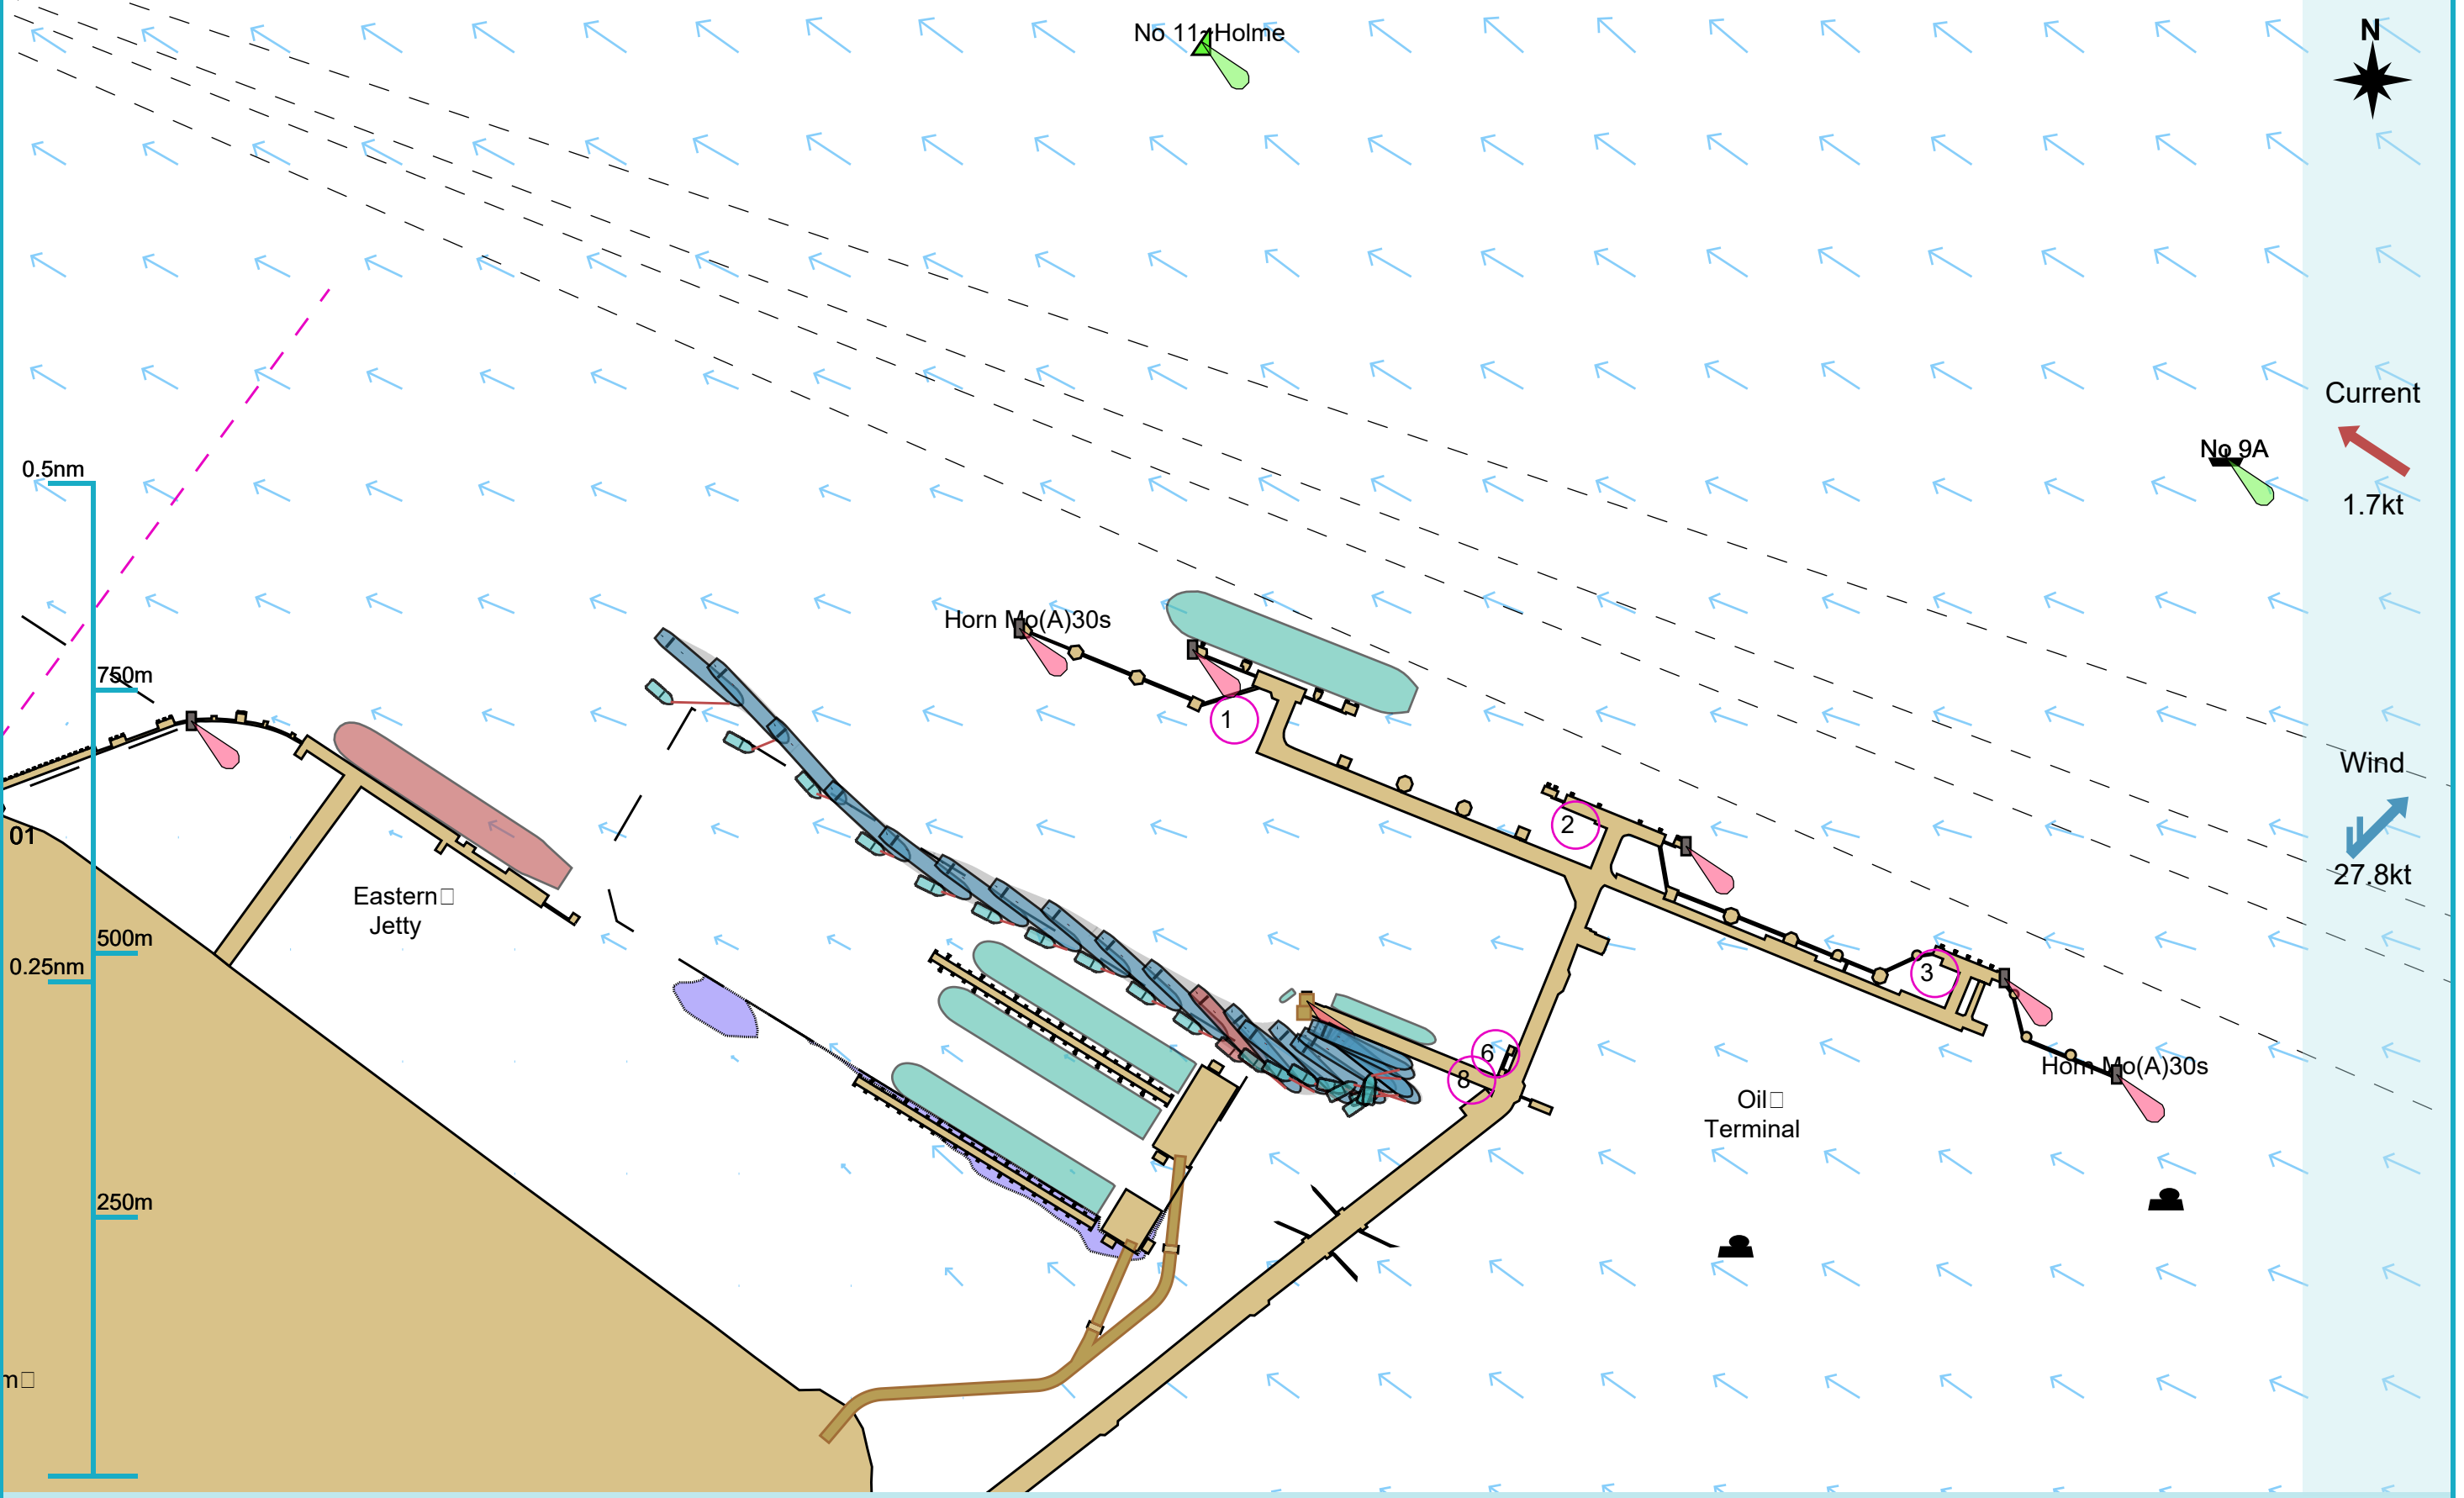 No 11-Holme
N
Current
No 9A
0.5nm
1.7kt
Horn Mo(A)30s
750m
1
Wind
2
01
27.8kt
Eastern
Jetty
500m
0.25nm
3
6
8
Horn Mo(A)30s
Oil
Terminal
250m
m